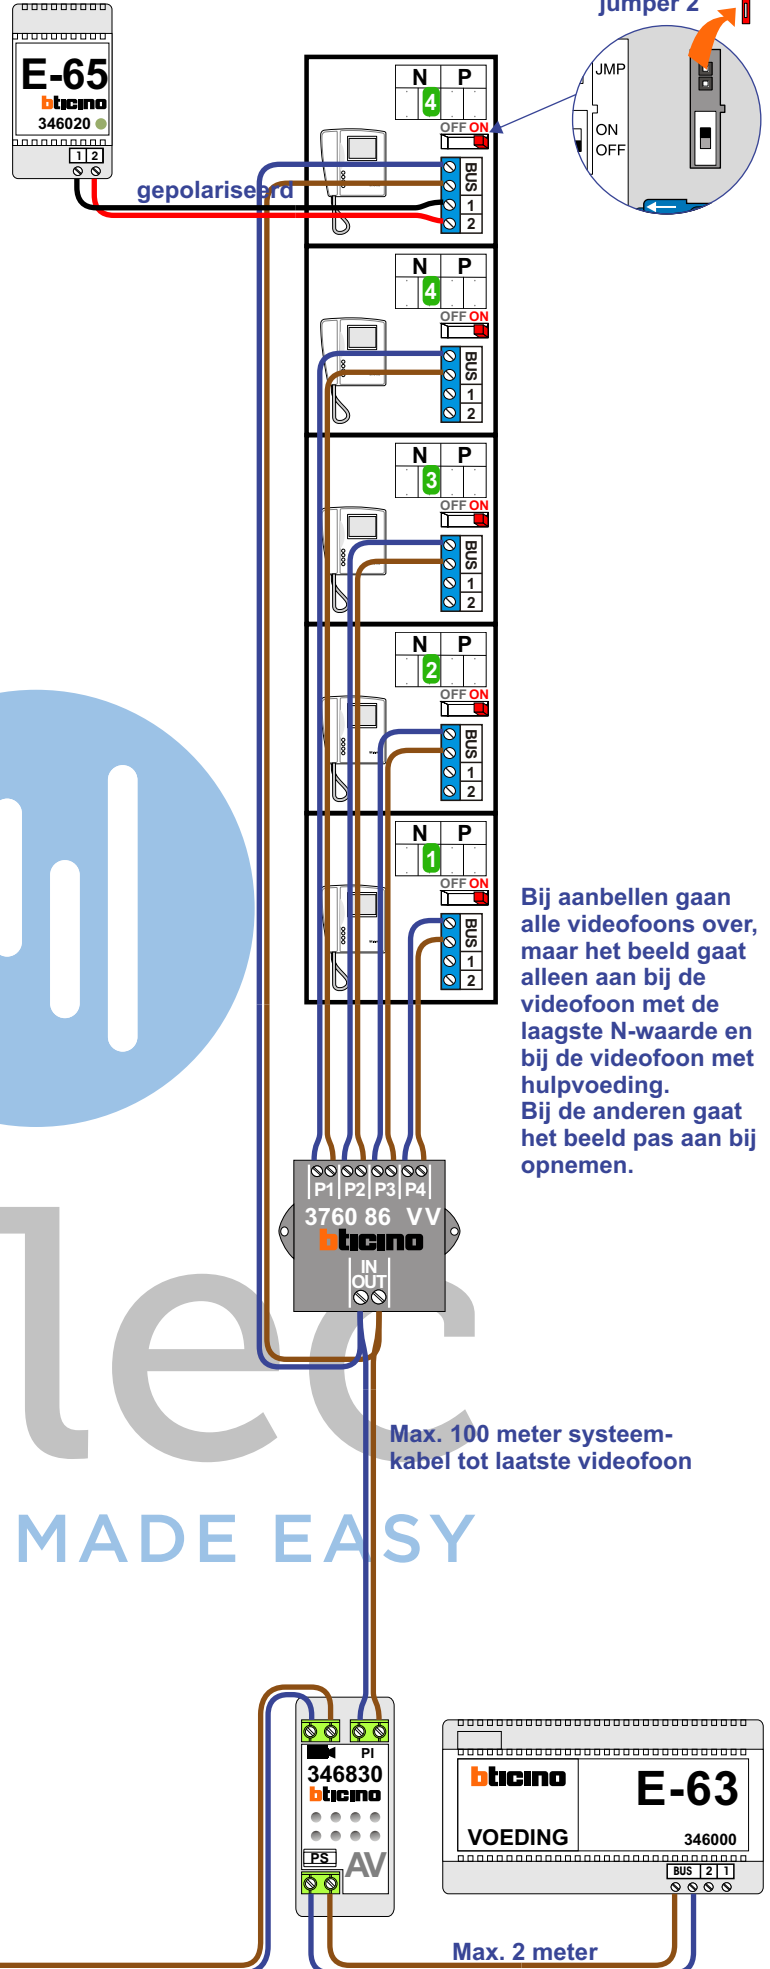 jumper 2
E-65
bticino
346020
1 2
gepolariseerd
N P
4
OFF ON
BUS
1
2
JMP
ON
OFF
N P
4
OFF ON
BUS
1
2
N P
3
OFF ON
BUS
1
2
N P
2
OFF ON
BUS
1
2
N P
1
OFF ON
BUS
1
2
Bij aanbellen gaan
alle videofoons over,
maar het beeld gaat
alleen aan bij de
videofoon met de
laagste N-waarde en
bij de videofoon met
hulpvoeding.
Bij de anderen gaat
het beeld pas aan bij
opnemen.
P1 P2 P3 P4
3760 86 VV
bticino
IN
OUT
lec
Max. 100 meter systeem-
kabel tot laatste videofoon
MADE EASY
PI
346830
bticino
PS
AV
bticino
E-63
VOEDING
346000
BUS 2 1
Max. 2 meter